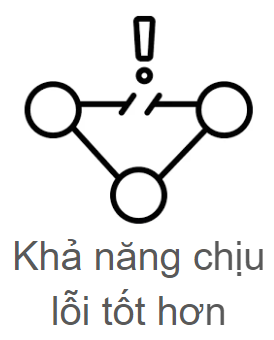 Khả năng chịu
lỗi tốt hơn